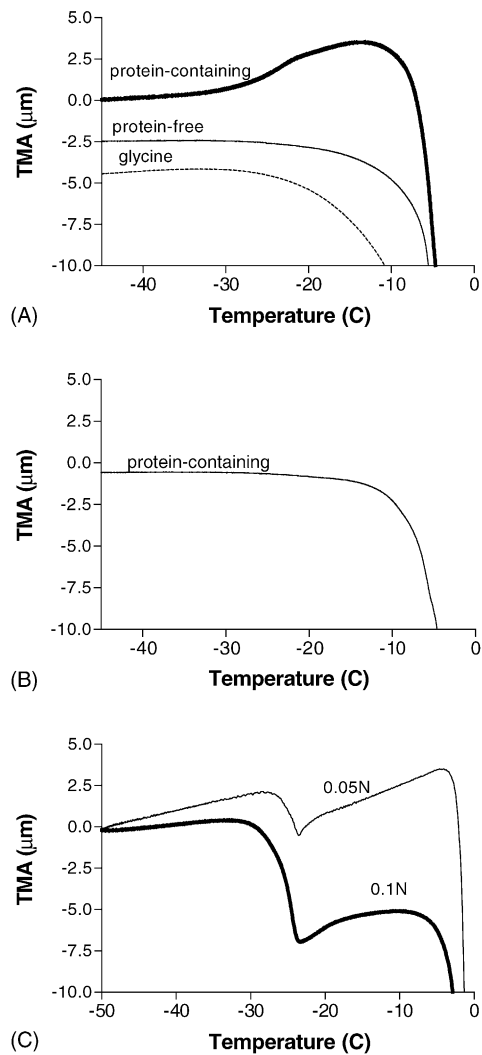 5.0
protein-containing
2.5
0.0
protein-free
-2.5
glycine
-5.0
-7.5
-10.0
TMA (µm)
-40 -30 -20 -10 0
(A) Temperature (C)
5.0
2.5
0.0
protein-containing
-2.5
-5.0
-7.5
-10.0
TMA (µm)
-40 -30 -20 -10 0
Temperature (C)
(B)
5.0
2.5
0.05N
0.0
-2.5
0.1N
-5.0
-7.5
-10.0
TMA (µm)
-50 -40 -30 -20 -10 0
(C) Temperature (C)